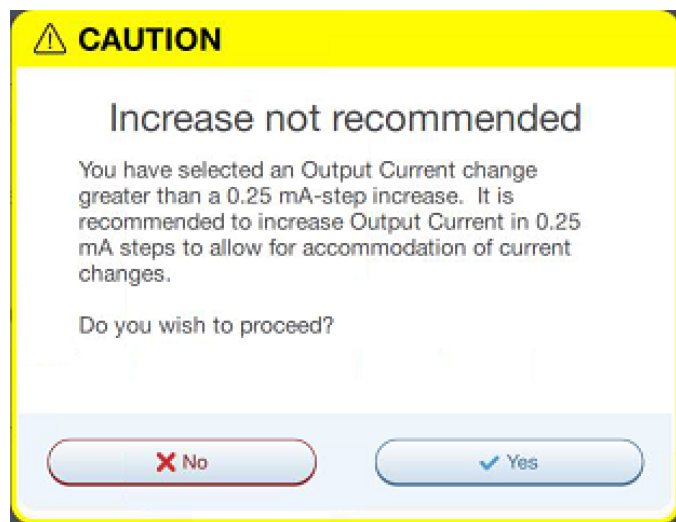 CAUTION
Increase not recommended
You have selected an Output Current change
greater than a 0.25 mA-step increase.  It is
recommended to increase Output Current in 0.25
mA steps to allow for accommodation of current
changes.
Do you wish to proceed?
No
Yes